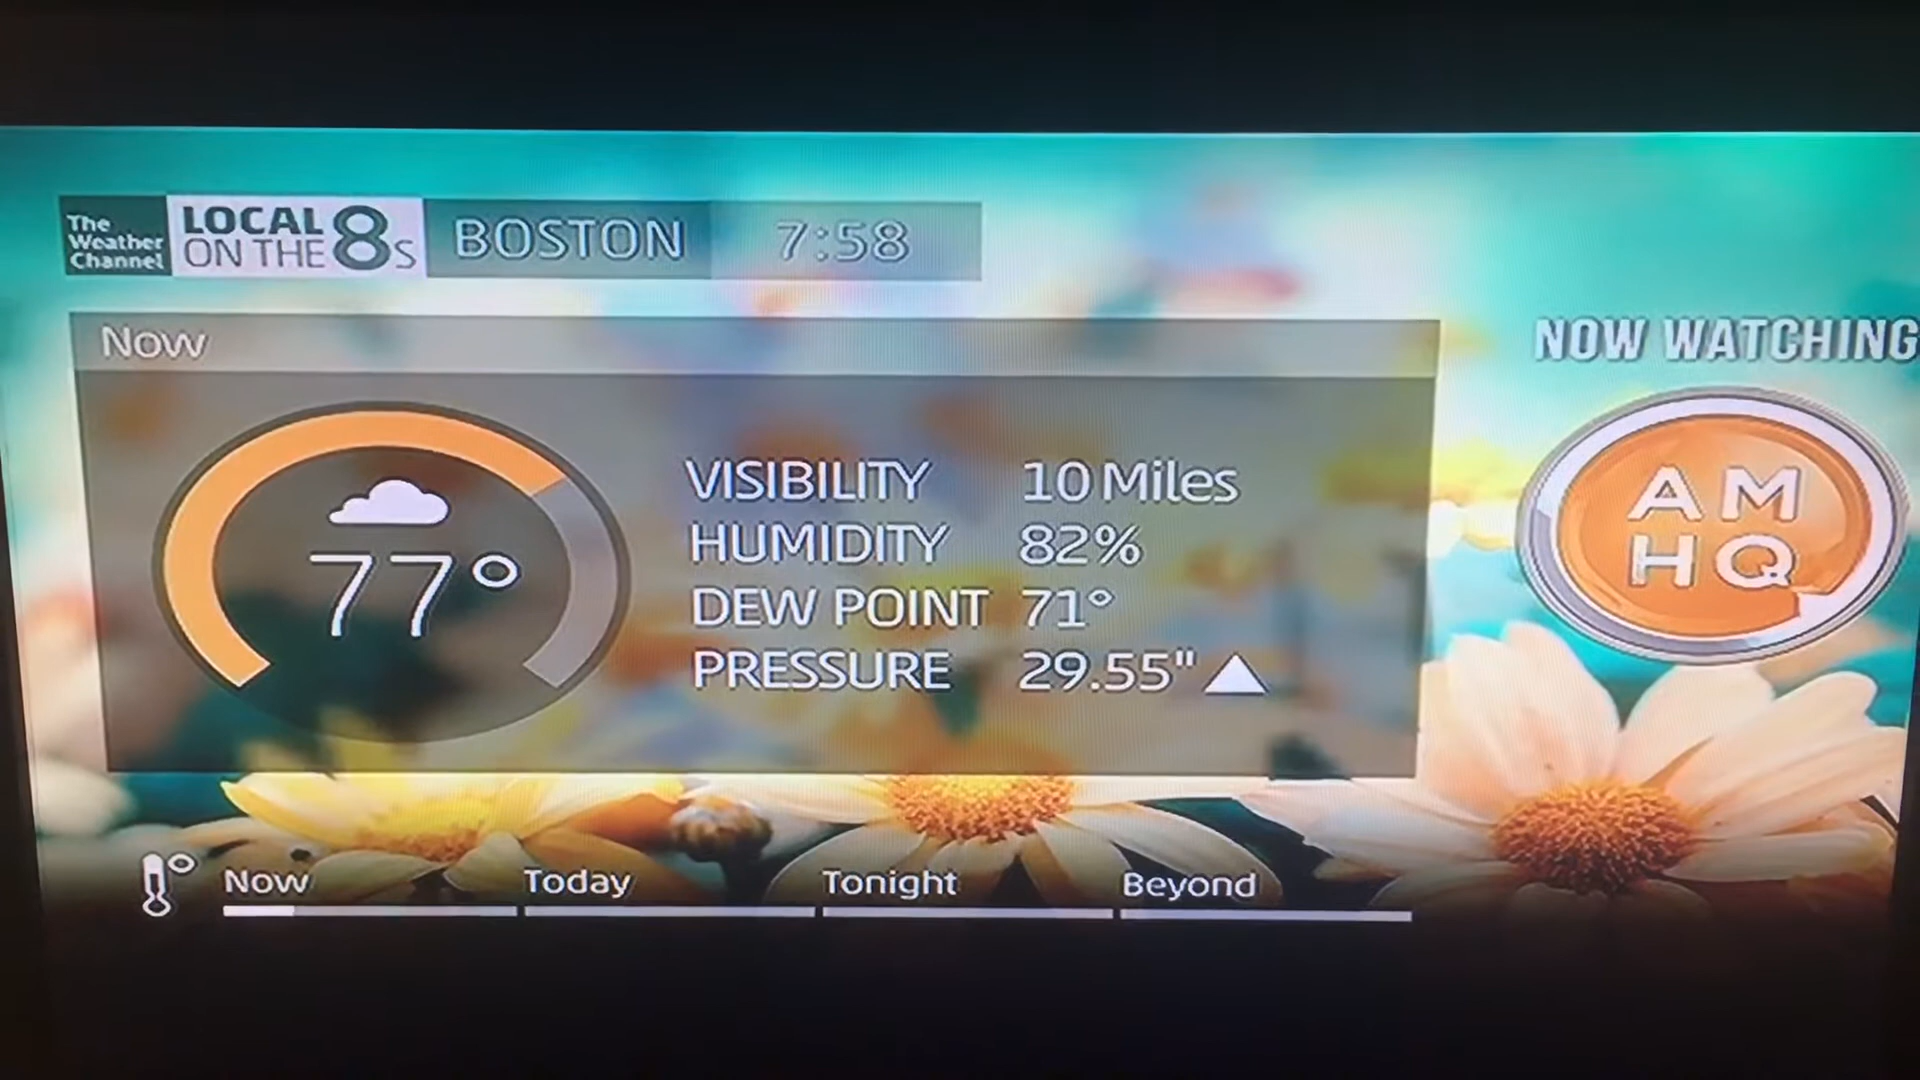 The
Weather
Channel
LOCAL
ON THE 8s
BOSTON
7:58
Now
NOW WATCHING
77°
VISIBILITY 10 Miles
HUMIDITY 82%
DEW POINT 71°
PRESSURE 29.55"
AM
HQ
Now
Today
Tonight
Beyond